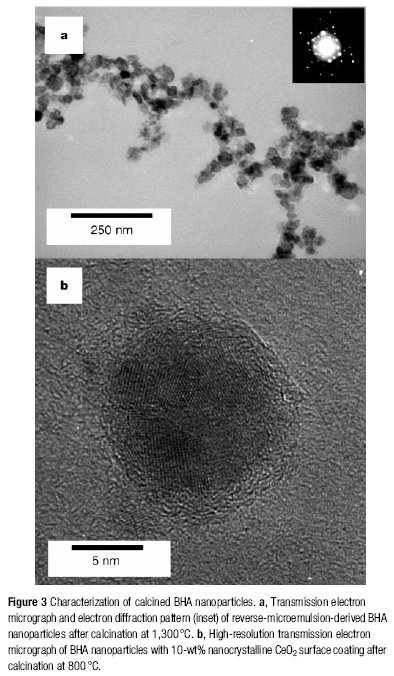 a
250 nm
b
5 nm
Figure 3 Characterization of calcined BHA nanoparticles. a, Transmission electron
micrograph and electron diffraction pattern (inset) of reverse-microemulsion-derived BHA
nanoparticles after calcination at 1,300 °C. b, High-resolution transmission electron
micrograph of BHA nanoparticles with 10-wt% nanocrystalline CeO₂ surface coating after
calcination at 800 °C.